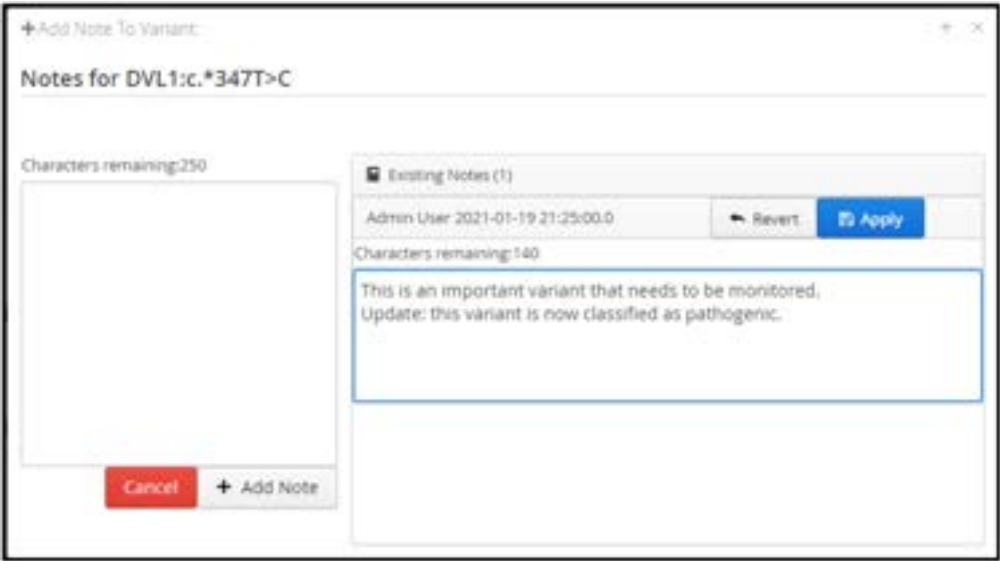 +Add Note To Variant:
Notes for DVL1:c.*347T>C
Characters remaining:250
Existing Notes (1)
Admin User 2021-01-19 21:25:00.0
Revert
Apply
Characters remaining:140
This is an important variant that needs to be monitored.
Update: this variant is now classified as pathogenic.
Cancel
+ Add Note